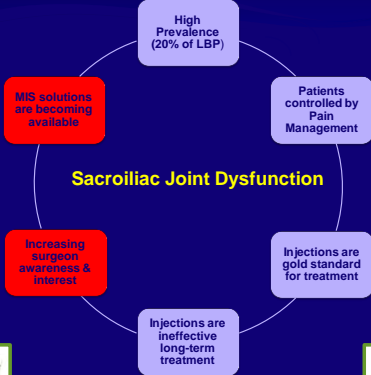 High
Prevalence
(20% of LBP)
MIS solutions
are becoming
available
Patients
controlled by
Pain
Management
Sacroiliac Joint Dysfunction
Increasing
surgeon
awareness &
interest
Injections are
gold standard
for treatment
Injections are
ineffective
long-term
treatment